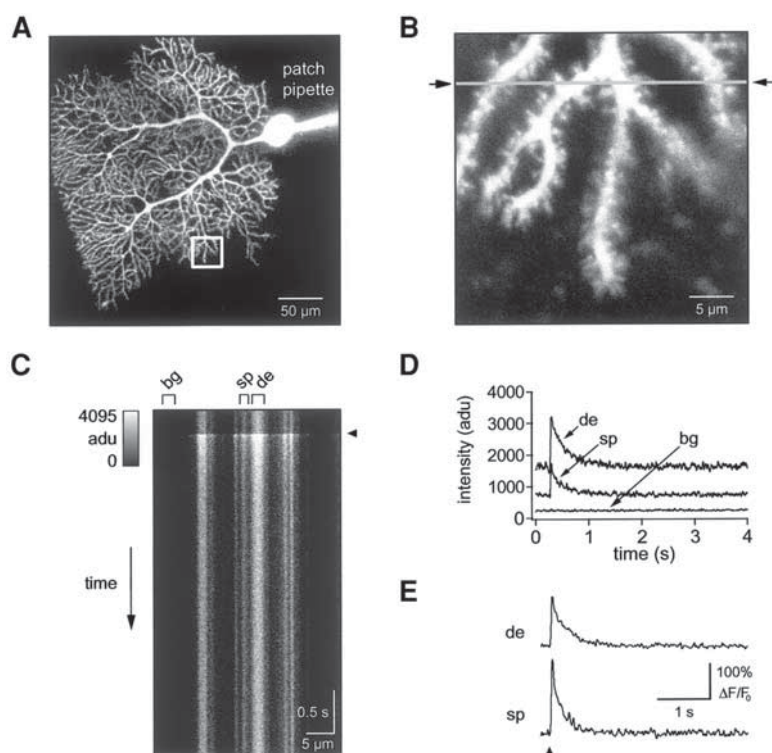 A
patch
pipette
50 µm
B
5 µm
C
bg
sp
de
4095
adu
0
time
0.5 s
5 µm
D
intensity (adu)
4000
3000
2000
1000
0
de
sp
bg
0 1 2 3 4
time (s)
E
de
sp
100%
ΔF/F₀
1 s